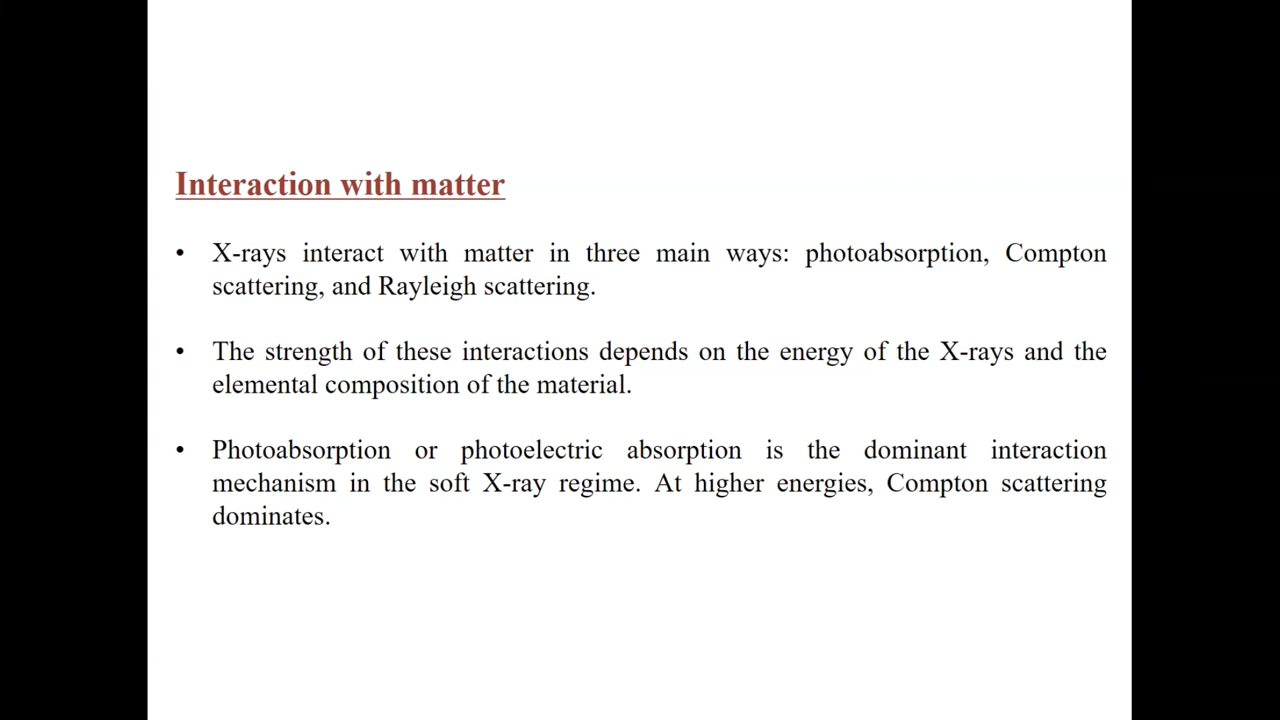 Interaction with matter
• X-rays interact with matter in three main ways: photoabsorption, Compton
scattering, and Rayleigh scattering.
• The strength of these interactions depends on the energy of the X-rays and the
elemental composition of the material.
• Photoabsorption or photoelectric absorption is the dominant interaction
mechanism in the soft X-ray regime. At higher energies, Compton scattering
dominates.